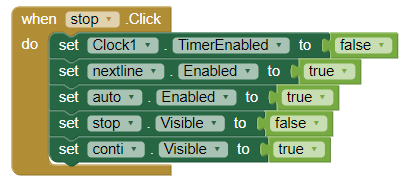 when stop .Click
do set Clock1 . TimerEnabled to false
set nextline . Enabled to true
set auto . Enabled to true
set stop . Visible to false
set conti . Visible to true